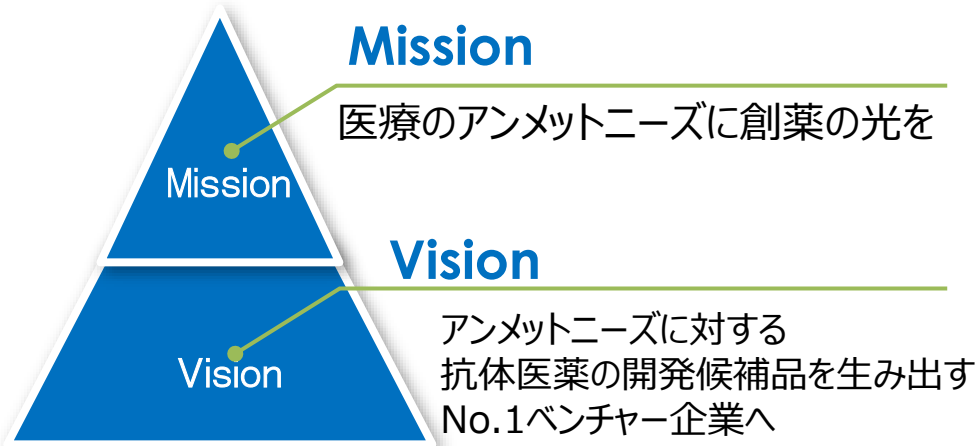 Mission
医療のアンメットニーズに創薬の光を
Mission
Vision
アンメットニーズに対する
抗体医薬の開発候補品を生み出す
No.1ベンチャー企業へ
Vision